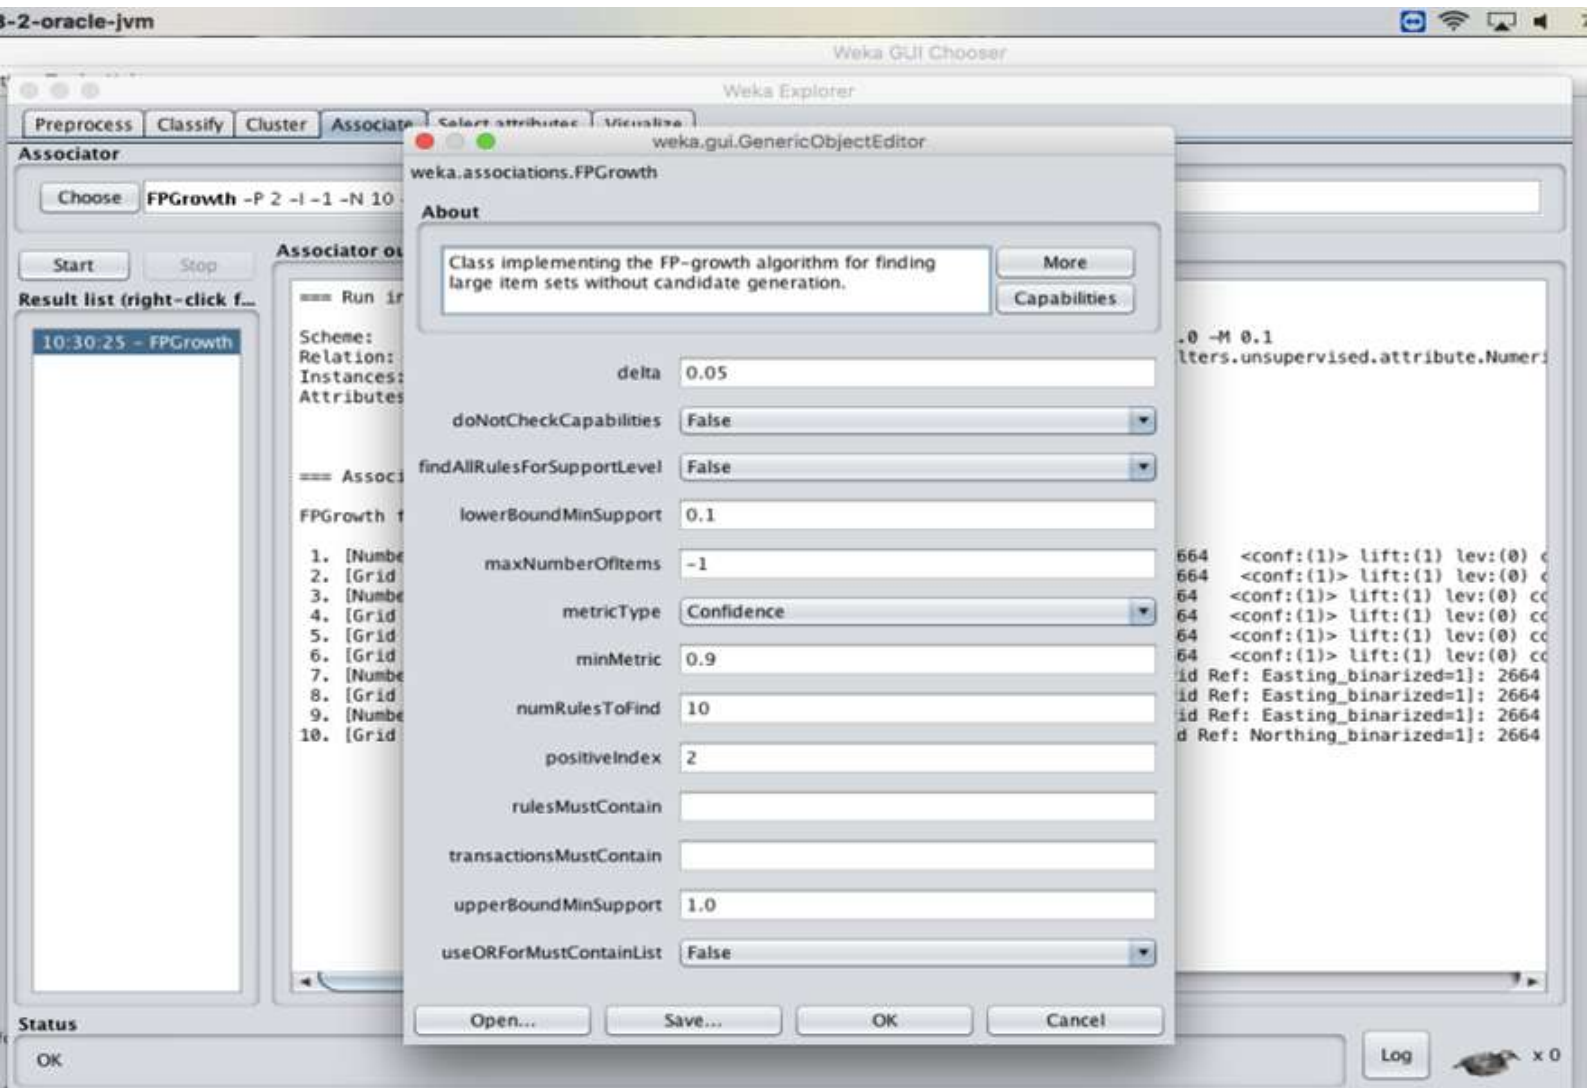 3-2-oracle-jvm
Weka GUI Chooser
Weka Explorer
Preprocess Classify Cluster Associate Select attributes Visualize
weka.gui.GenericObjectEditor
Associator
weka.associations.FPGrowth
Choose FPGrowth -P 2 -I -1 -N 10
About
Class implementing the FP-growth algorithm for finding
large item sets without candidate generation.
More
Capabilities
Start Stop
Associator ou
Result list (right-click f...
10:30:25 - FPGrowth
=== Run in
Scheme: .0 -M 0.1
Relation: lters.unsupervised.attribute.Numeri
Instances:
Attributes
=== Associ
FPGrowth f
1. [Numbe 664 <conf:(1)> lift:(1) lev:(0) c
2. [Grid 664 <conf:(1)> lift:(1) lev:(0) c
3. [Numbe 64 <conf:(1)> lift:(1) lev:(0) co
4. [Grid 64 <conf:(1)> lift:(1) lev:(0) co
5. [Grid 64 <conf:(1)> lift:(1) lev:(0) co
6. [Grid 64 <conf:(1)> lift:(1) lev:(0) co
7. [Numbe id Ref: Easting_binarized=1]: 2664
8. [Grid id Ref: Easting_binarized=1]: 2664
9. [Numbe id Ref: Easting_binarized=1]: 2664
10. [Grid d Ref: Northing_binarized=1]: 2664
delta 0.05
doNotCheckCapabilities False
findAllRulesForSupportLevel False
lowerBoundMinSupport 0.1
maxNumberOfItems -1
metricType Confidence
minMetric 0.9
numRulesToFind 10
positiveIndex 2
rulesMustContain
transactionsMustContain
upperBoundMinSupport 1.0
useORForMustContainList False
Open... Save... OK Cancel
Status
OK
Log x 0